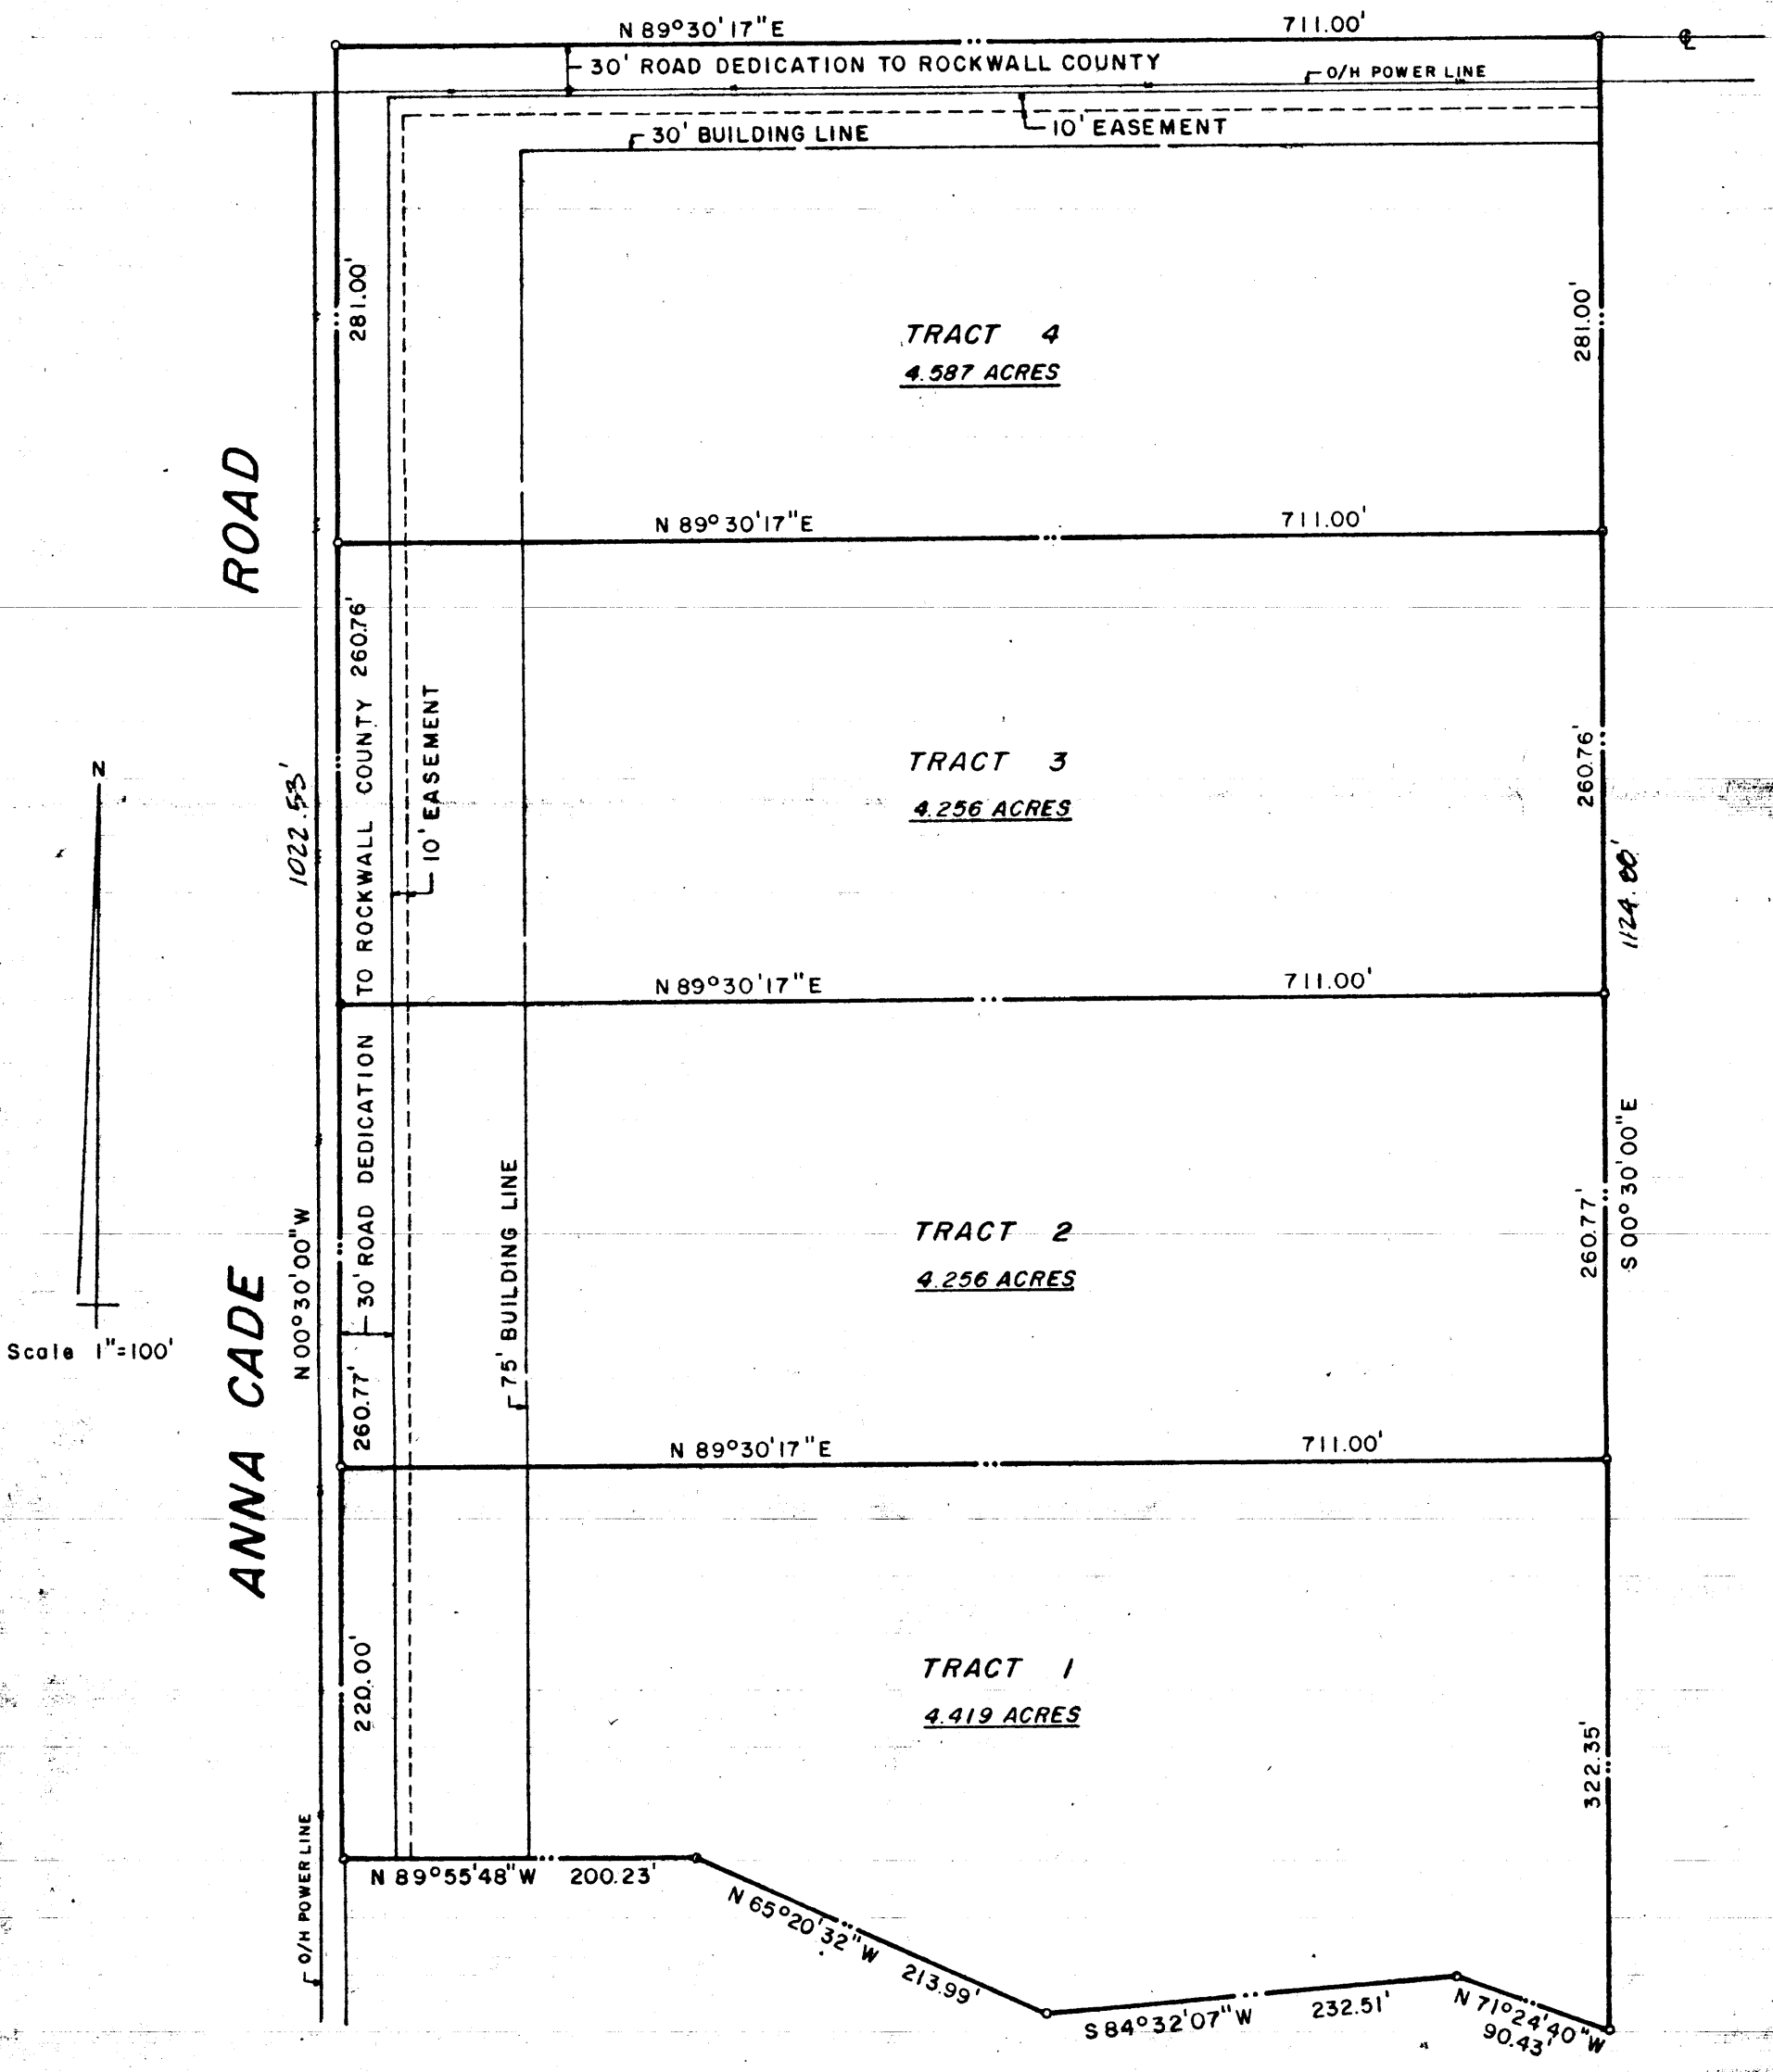 N 89°30'17"E 711.00'
℄
30' ROAD DEDICATION TO ROCKWALL COUNTY
O/H POWER LINE
30' BUILDING LINE
10' EASEMENT
281.00'
281.00'
TRACT 4
4.587 ACRES
N 89°30'17"E 711.00'
ANNA CADE ROAD
260.76'
260.76'
TRACT 3
4.256 ACRES
10' EASEMENT
1022.53'
N 00°30'00"W
30' ROAD DEDICATION TO ROCKWALL COUNTY
N
Scale 1"=100'
S 00°30'00"E
N 89°30'17"E 711.00'
TRACT 2
4.256 ACRES
260.77'
260.77'
75' BUILDING LINE
N 89°30'17"E 711.00'
TRACT 1
4.419 ACRES
220.00'
322.35'
O/H POWER LINE
N 89°55'48"W 200.23'
N 65°20'32"W 213.99'
S 84°32'07"W 232.51'
N 71°24'40"W
90.43'